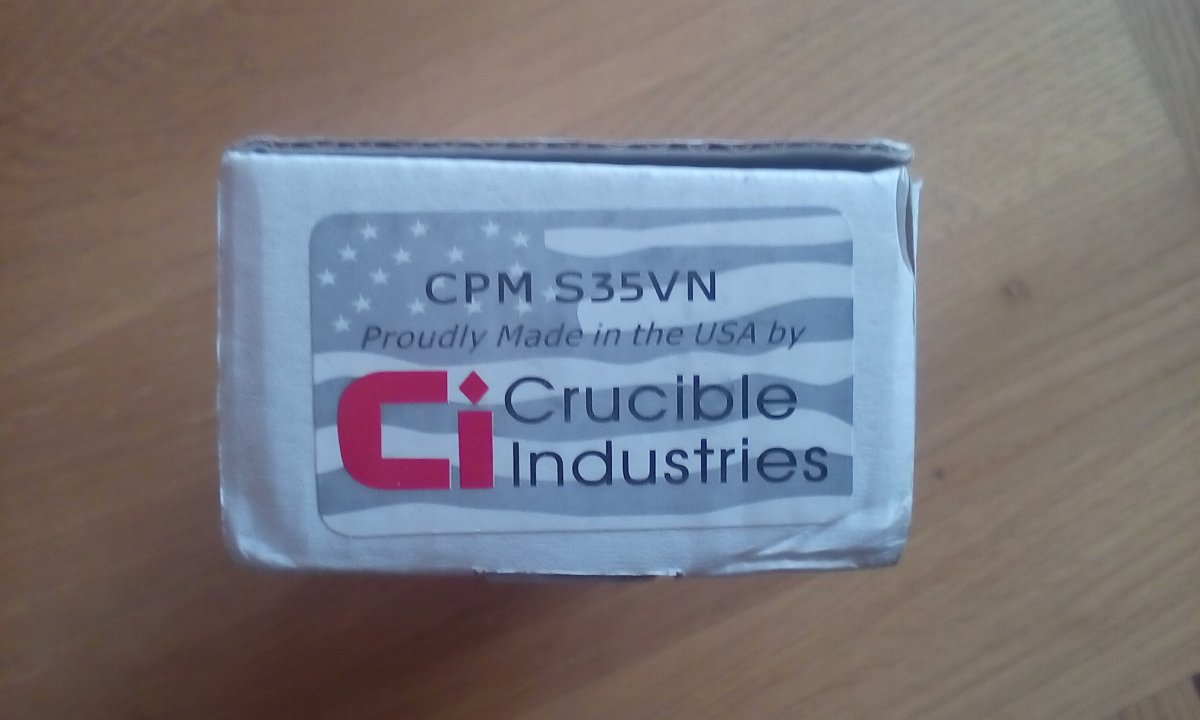 CPM S35VN
Proudly Made in the USA by
Ci Crucible
Industries